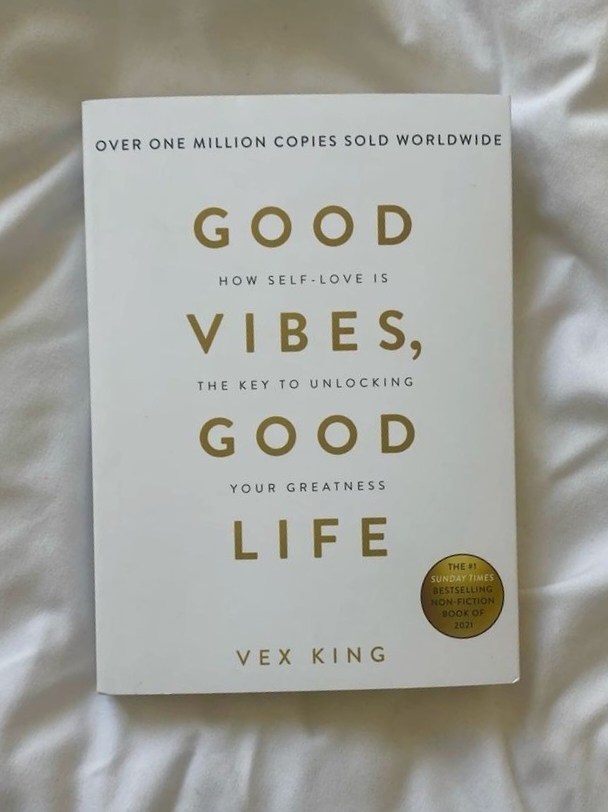 OVER ONE MILLION COPIES SOLD WORLDWIDE
GOOD
HOW SELF-LOVE IS
VIBES,
THE KEY TO UNLOCKING
GOOD
YOUR GREATNESS
LIFE
THE #1
SUNDAY TIMES
BESTSELLING
NON-FICTION
BOOK OF
2021
VEX KING